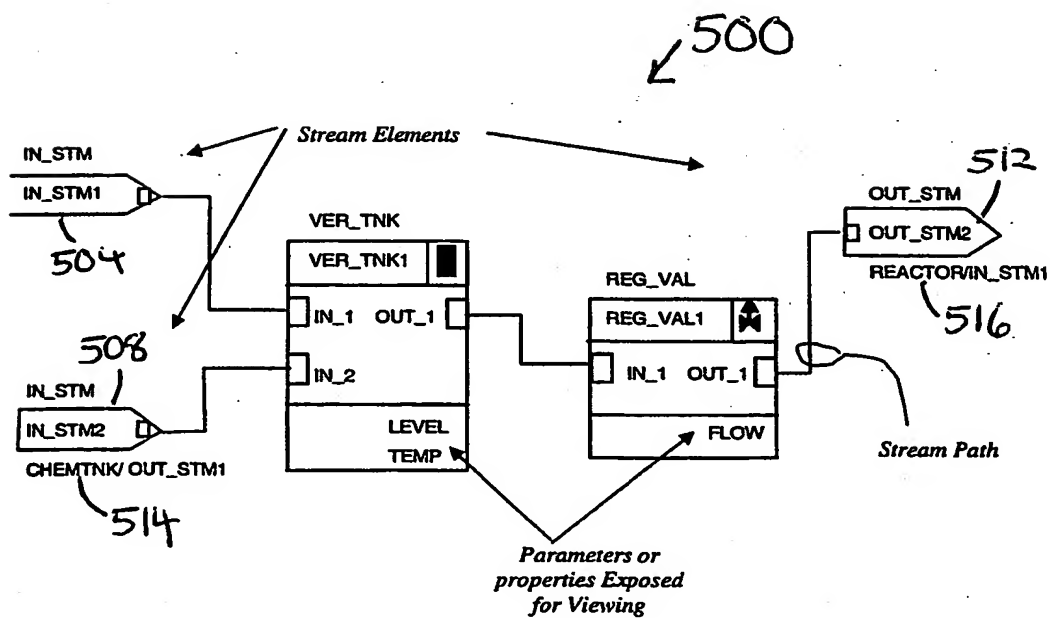 500
Stream Elements
IN_STM
IN_STM1
504
VER_TNK
VER_TNK1
IN_1 OUT_1
IN_2
LEVEL
TEMP
508
IN_STM
IN_STM2
CHEMTNK/ OUT_STM1
514
REG_VAL
REG_VAL1
IN_1 OUT_1
FLOW
512
OUT_STM
OUT_STM2
REACTOR/IN_STM1
516
Stream Path
Parameters or
properties Exposed
for Viewing